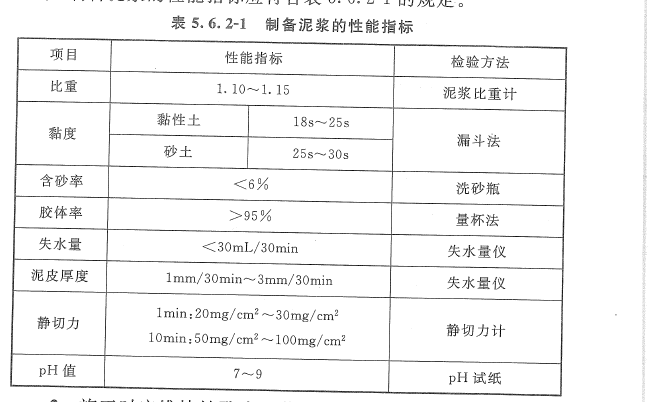 表 5.6.2-1 制备泥浆的性能指标
项目 性能指标 检验方法
比重 1.10～1.15 泥浆比重计
黏度 黏性土 18s～25s 漏斗法
砂土 25s～30s
含砂率 <6% 洗砂瓶
胶体率 >95% 量杯法
失水量 <30mL/30min 失水量仪
泥皮厚度 1mm/30min～3mm/30min 失水量仪
静切力 1min:20mg/cm²～30mg/cm² 静切力计
10min:50mg/cm²～100mg/cm²
pH 值 7～9 pH 试纸